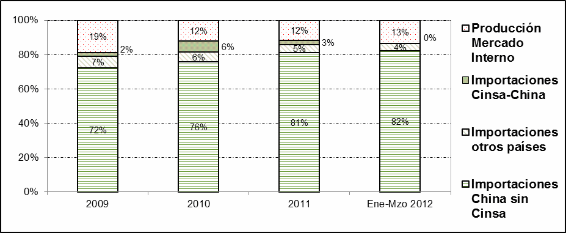 100%
80%
60%
40%
20%
0%
19%
2%
7%
72%
12%
6%
6%
76%
12%
3%
5%
81%
13%
0%
4%
82%
2009
2010
2011
Ene-Mzo 2012
Producción
Mercado
Interno
Importaciones
Cinsa-China
Importaciones
otros países
Importaciones
China sin
Cinsa